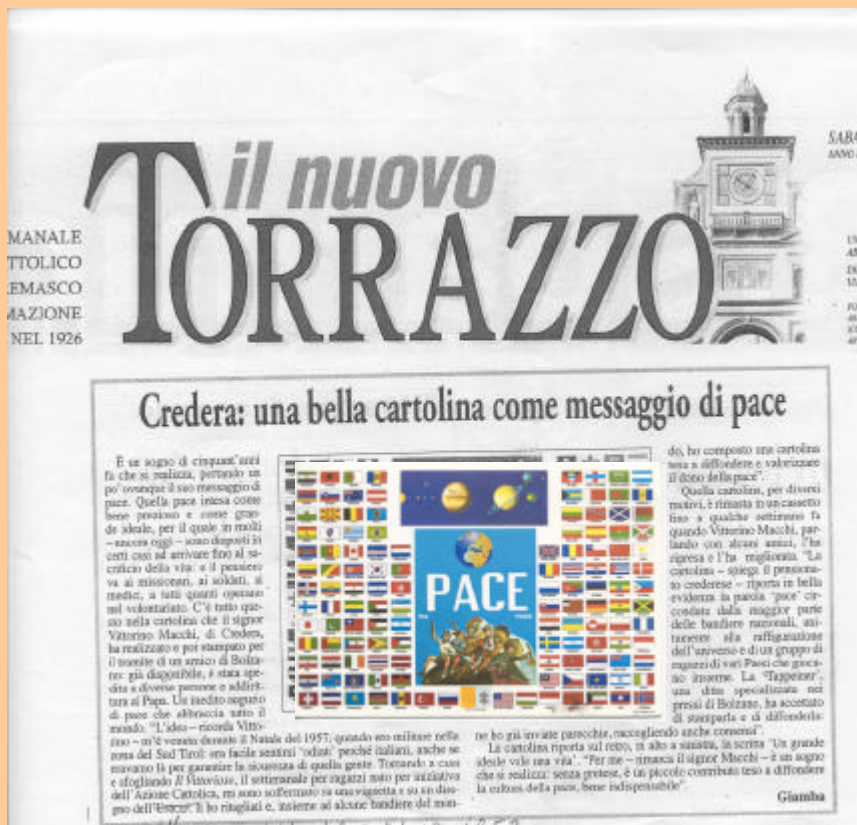 il nuovo
TORRAZZO
MANALE
TTOLICO
EMASCO
MAZIONE
NEL 1926
SABA
ANNO
Credera: una bella cartolina come messaggio di pace
È un sogno di cinquant'anni
fa che si realizza, portando un
po' ovunque il suo messaggio di
pace. Quella pace intesa come
bene prezioso e come gran-
de ideale, per il quale in molti
– ancora oggi – sono disposti in
certi casi ad arrivare fino al sa-
crificio della vita: e il pensiero
va ai missionari, ai soldati, ai
medici, a tutti quanti operano
nel volontariato. C'è tutto que-
sto nella cartolina che il signor
Vittorino Macchi, di Credera,
ha realizzato e poi stampato per
il tramite di un amico di Bolza-
no: già disponibile, è stata spe-
dita a diverse persone e addirit-
tura al Papa. Un inedito augurio
di pace che abbraccia tutto il
mondo. "L'idea – ricorda Vitto-
rino – m'è venuta durante il Natale del 1957, quando ero militare nella
zona del Sud Tirol: era facile sentirsi 'odiati' perché italiani, anche se
eravamo là per garantire la sicurezza di quella gente. Tornando a casa
e sfogliando Il Vittorioso, il settimanale per ragazzi nato per iniziativa
dell'Azione Cattolica, mi sono soffermato su una vignetta e su un dise-
gno dell'Unicef: li ho ritagliati e, insieme ad alcune bandiere del mon-
PACE
do, ho composto una cartolina
tesa a diffondere e valorizzare
il dono della pace".
Quella cartolina, per diversi
motivi, è rimasta in un cassetto
fino a qualche settimana fa
quando Vittorino Macchi, par-
lando con alcuni amici, l'ha
ripresa e l'ha migliorata. "La
cartolina – spiega il pensiona-
to crederese – riporta in bella
evidenza la parola 'pace' cir-
condata dalla maggior parte
delle bandiere nazionali, uni-
tamente alla raffigurazione
dell'universo e di un gruppo di
ragazzi di vari Paesi che gioca-
no insieme. La 'Tappeiner',
una ditta specializzata nei
pressi di Bolzano, ha accettato
di stamparla e di diffonderla:
ne ho già inviate parecchie, raccogliendo anche consensi".
La cartolina riporta sul retro, in alto a sinistra, la scritta 'Un grande
ideale vale una vita'. "Per me – rimarca il signor Macchi – è un sogno
che si realizza: senza pretese, è un piccolo contributo teso a diffondere
la cultura della pace, bene indispensabile".
Giamba